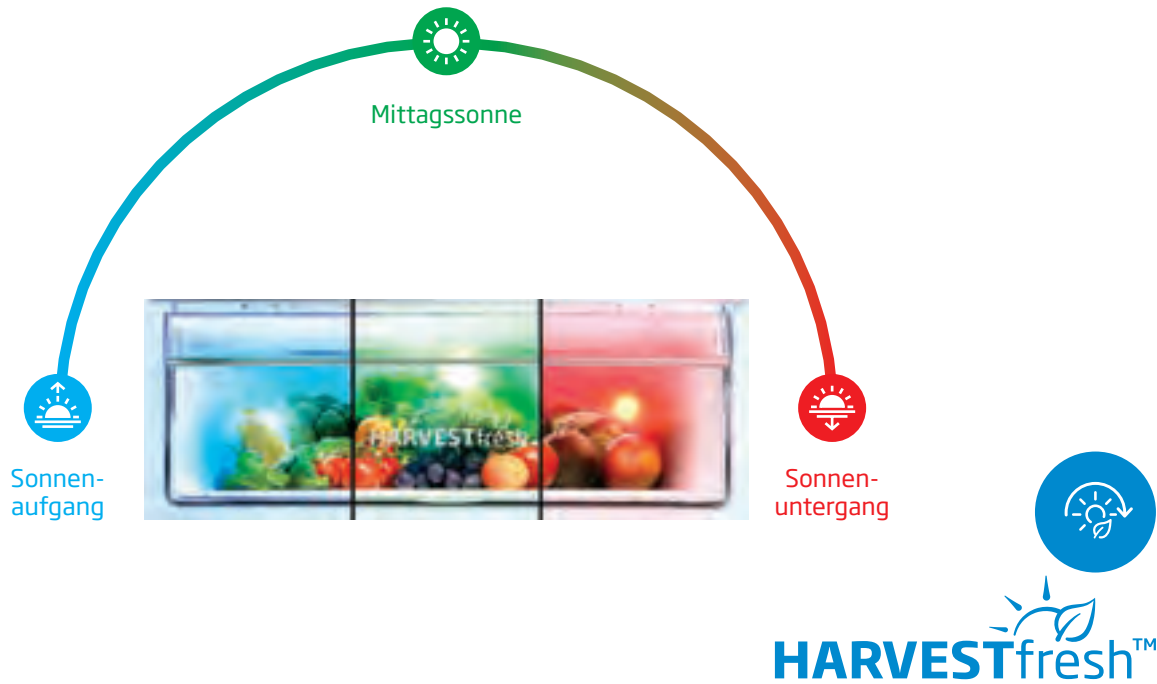 Mittagssonne
HARVESTfresh
Sonnen-
aufgang
Sonnen-
untergang
HARVESTfresh™